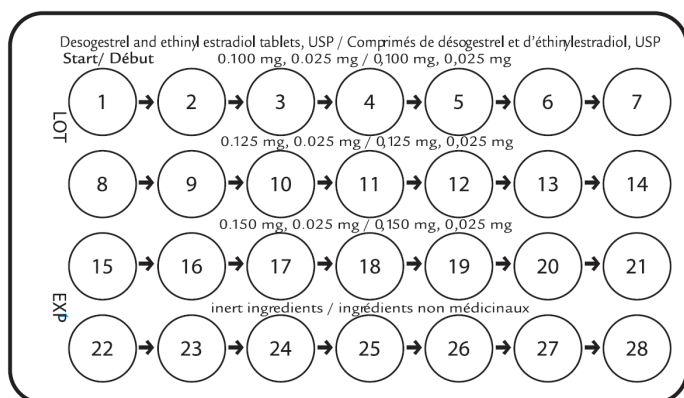 Desogestrel and ethinyl estradiol tablets, USP / Comprimés de désogestrel et d'éthinylestradiol, USP
Start/ Début
0.100 mg, 0.025 mg / 0,100 mg, 0,025 mg
1 2 3 4 5 6 7
LOT
0.125 mg, 0.025 mg / 0,125 mg, 0,025 mg
8 9 10 11 12 13 14
0.150 mg, 0.025 mg / 0,150 mg, 0,025 mg
15 16 17 18 19 20 21
EXP
inert ingredients / ingrédients non médicinaux
22 23 24 25 26 27 28